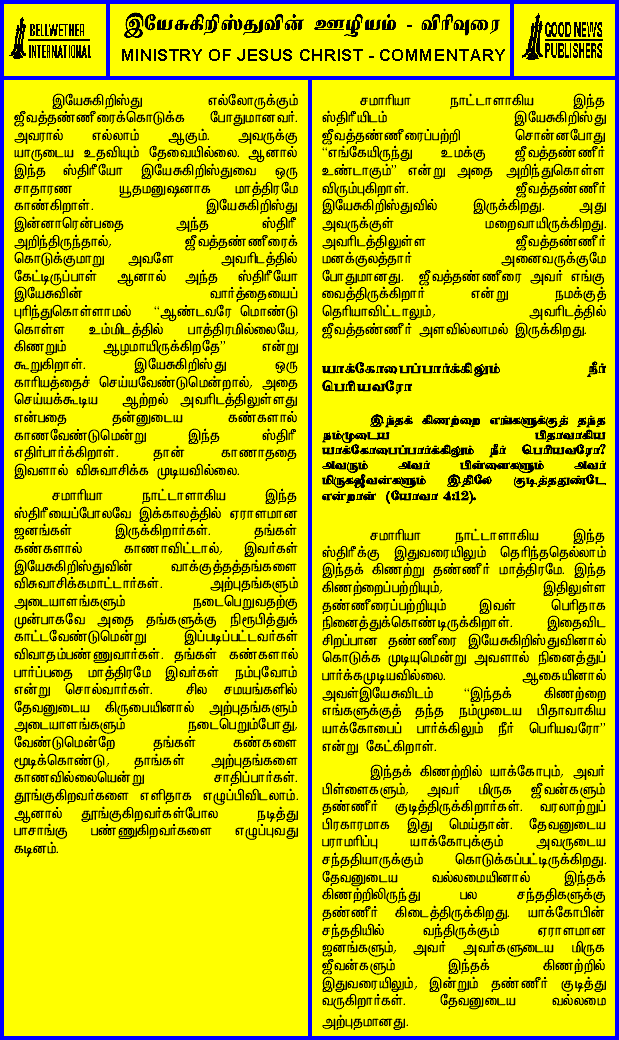 BELLWETHER
INTERNATIONAL
இயேசுகிறிஸ்துவின் ஊழியம் - விரிவுரை
MINISTRY OF JESUS CHRIST - COMMENTARY
GOOD NEWS
PUBLISHERS
இயேசுகிறிஸ்து எல்லோருக்கும்
ஜீவத்தண்ணீரைக்கொடுக்க போதுமானவர்.
அவரால் எல்லாம் ஆகும். அவருக்கு
யாருடைய உதவியும் தேவையில்லை. ஆனால்
இந்த ஸ்திரீயோ இயேசுகிறிஸ்துவை ஒரு
சாதாரண யூதமனுஷனாக மாத்திரமே
காண்கிறாள். இயேசுகிறிஸ்து
இன்னாரென்பதை அந்த ஸ்திரீ
அறிந்திருந்தால், ஜீவத்தண்ணீரைக்
கொடுக்குமாறு அவளே அவரிடத்தில்
கேட்டிருப்பாள் ஆனால் அந்த ஸ்திரீயோ
இயேசுவின் வார்த்தையைப்
புரிந்துகொள்ளாமல் “ஆண்டவரே மொண்டு
கொள்ள உம்மிடத்தில் பாத்திரமில்லையே,
கிணறும் ஆழமாயிருக்கிறதே” என்று
கூறுகிறாள். இயேசுகிறிஸ்து ஒரு
காரியத்தைச் செய்யவேண்டுமென்றால், அதை
செய்யக்கூடிய ஆற்றல் அவரிடத்திலுள்ளது
என்பதை தன்னுடைய கண்களால்
காணவேண்டுமென்று இந்த ஸ்திரீ
எதிர்பார்க்கிறாள். தான் காணாததை
இவளால் விசுவாசிக்க முடியவில்லை.
சமாரியா நாட்டாளாகிய இந்த
ஸ்திரீயைப்போலவே இக்காலத்தில் ஏராளமான
ஜனங்கள் இருக்கிறார்கள். தங்கள்
கண்களால் காணாவிட்டால், இவர்கள்
இயேசுகிறிஸ்துவின் வாக்குத்தத்தங்களை
விசுவாசிக்கமாட்டார்கள். அற்புதங்களும்
அடையாளங்களும் நடைபெறுவதற்கு
முன்பாகவே அதை தங்களுக்கு நிரூபித்துக்
காட்டவேண்டுமென்று இப்படிப்பட்டவர்கள்
விவாதம்பண்ணுவார்கள். தங்கள் கண்களால்
பார்ப்பதை மாத்திரமே இவர்கள் நம்புவோம்
என்று சொல்வார்கள். சில சமயங்களில்
தேவனுடைய கிருபையினால் அற்புதங்களும்
அடையாளங்களும் நடைபெறும்போது,
வேண்டுமென்றே தங்கள் கண்களை
மூடிக்கொண்டு, தாங்கள் அற்புதங்களை
காணவில்லையென்று சாதிப்பார்கள்.
தூங்குகிறவர்களை எளிதாக எழுப்பிவிடலாம்.
ஆனால் தூங்குகிறவர்கள்போல நடித்து
பாசாங்கு பண்ணுகிறவர்களை எழுப்புவது
கடினம்.
சமாரியா நாட்டாளாகிய இந்த
ஸ்திரீயிடம் இயேசுகிறிஸ்து
ஜீவத்தண்ணீரைப்பற்றி சொன்னபோது
“எங்கேயிருந்து உமக்கு ஜீவத்தண்ணீர்
உண்டாகும்” என்று அதை அறிந்துகொள்ள
விரும்புகிறாள். ஜீவத்தண்ணீர்
இயேசுகிறிஸ்துவில் இருக்கிறது. அது
அவருக்குள் மறைவாயிருக்கிறது.
அவரிடத்திலுள்ள ஜீவத்தண்ணீர்
மனக்குலத்தார் அனைவருக்குமே
போதுமானது. ஜீவத்தண்ணீரை அவர் எங்கு
வைத்திருக்கிறார் என்று நமக்குத்
தெரியாவிட்டாலும், அவரிடத்தில்
ஜீவத்தண்ணீர் அளவில்லாமல் இருக்கிறது.
யாக்கோபைப்பார்க்கிலும் நீர்
பெரியவரோ
இந்தக் கிணற்றை எங்களுக்குத் தந்த
நம்முடைய பிதாவாகிய
யாக்கோபைப்பார்க்கிலும் நீர் பெரியவரோ?
அவரும் அவர் பிள்ளைகளும் அவர்
மிருகஜீவன்களும் இதிலே குடித்ததுண்டே
என்றாள் (யோவா 4:12).
சமாரியா நாட்டாளாகிய இந்த
ஸ்திரீக்கு இதுவரையிலும் தெரிந்ததெல்லாம்
இந்தக் கிணற்று தண்ணீர் மாத்திரமே. இந்த
கிணற்றைப்பற்றியும், இதிலுள்ள
தண்ணீரைப்பற்றியும் இவள் பெரிதாக
நினைத்துக்கொண்டிருக்கிறாள். இதைவிட
சிறப்பான தண்ணீரை இயேசுகிறிஸ்துவினால்
கொடுக்க முடியுமென்று அவளால் நினைத்துப்
பார்க்கமுடியவில்லை. ஆகையினால்
அவள்இயேசுவிடம் “இந்தக் கிணற்றை
எங்களுக்குத் தந்த நம்முடைய பிதாவாகிய
யாக்கோபைப் பார்க்கிலும் நீர் பெரியவரோ”
என்று கேட்கிறாள்.
இந்தக் கிணற்றில் யாக்கோபும், அவர்
பிள்ளைகளும், அவர் மிருக ஜீவன்களும்
தண்ணீர் குடித்திருக்கிறார்கள். வரலாற்றுப்
பிரகாரமாக இது மெய்தான். தேவனுடைய
பராமரிப்பு யாக்கோபுக்கும் அவருடைய
சந்ததியாருக்கும் கொடுக்கப்பட்டிருக்கிறது.
தேவனுடைய வல்லமையினால் இந்தக்
கிணற்றிலிருந்து பல சந்ததிகளுக்கு
தண்ணீர் கிடைத்திருக்கிறது. யாக்கோபின்
சந்ததியில் வந்திருக்கும் ஏராளமான
ஜனங்களும், அவர் அவர்களுடைய மிருக
ஜீவன்களும் இந்தக் கிணற்றில்
இதுவரையிலும், இன்றும் தண்ணீர் குடித்து
வருகிறார்கள். தேவனுடைய வல்லமை
அற்புதமானது.